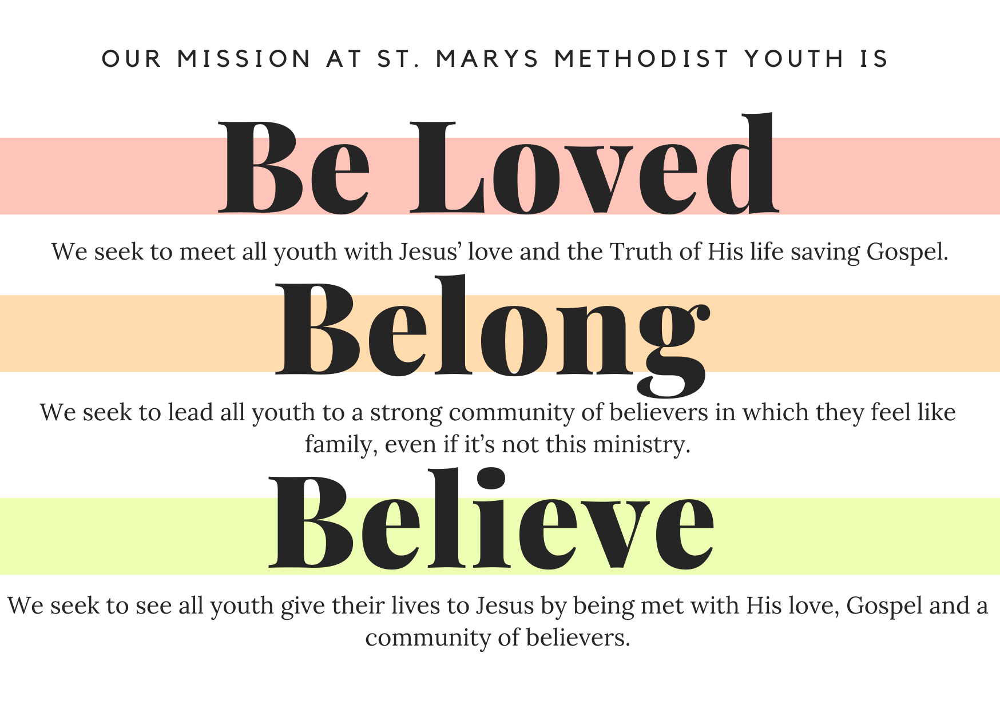 OUR MISSION AT ST. MARYS METHODIST YOUTH IS
Be Loved
We seek to meet all youth with Jesus’ love and the Truth of His life saving Gospel.
Belong
We seek to lead all youth to a strong community of believers in which they feel like
family, even if it’s not this ministry.
Believe
We seek to see all youth give their lives to Jesus by being met with His love, Gospel and a
community of believers.